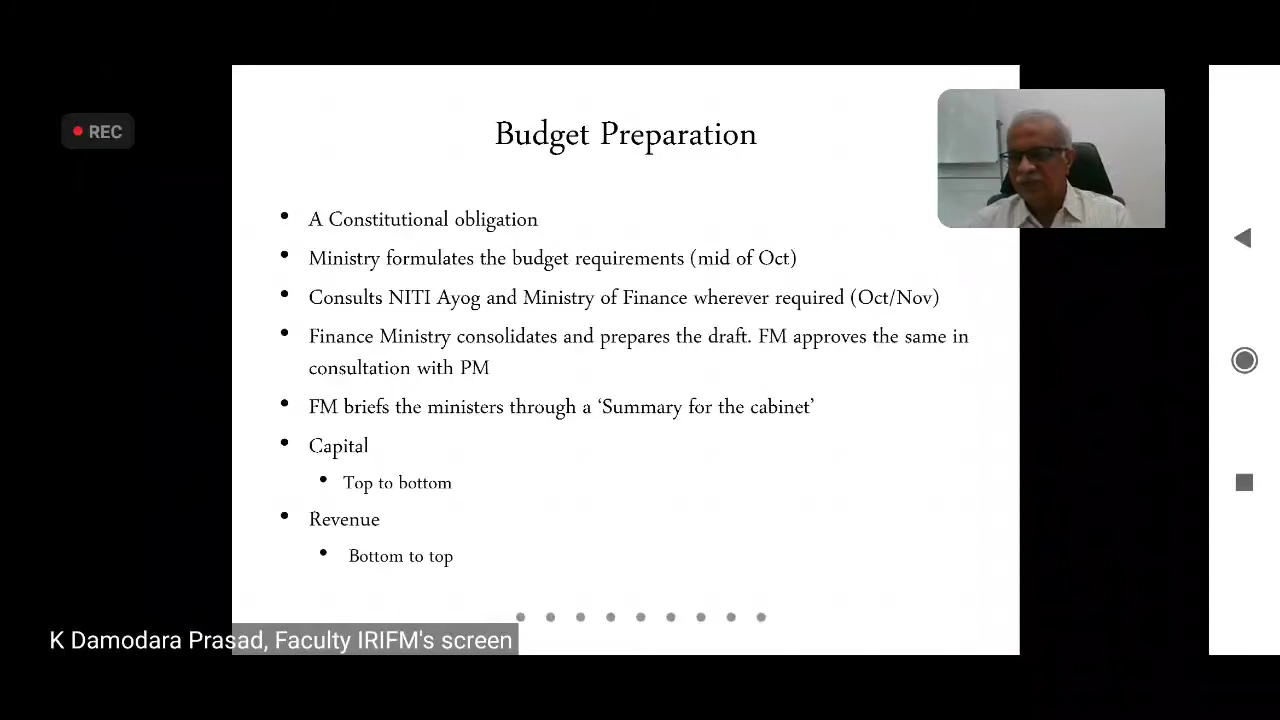 REC
Budget Preparation
• A Constitutional obligation
• Ministry formulates the budget requirements (mid of Oct)
• Consults NITI Ayog and Ministry of Finance wherever required (Oct/Nov)
• Finance Ministry consolidates and prepares the draft. FM approves the same in
consultation with PM
• FM briefs the ministers through a ‘Summary for the cabinet’
• Capital
• Top to bottom
• Revenue
• Bottom to top
K Damodara Prasad, Faculty IRIFM's screen